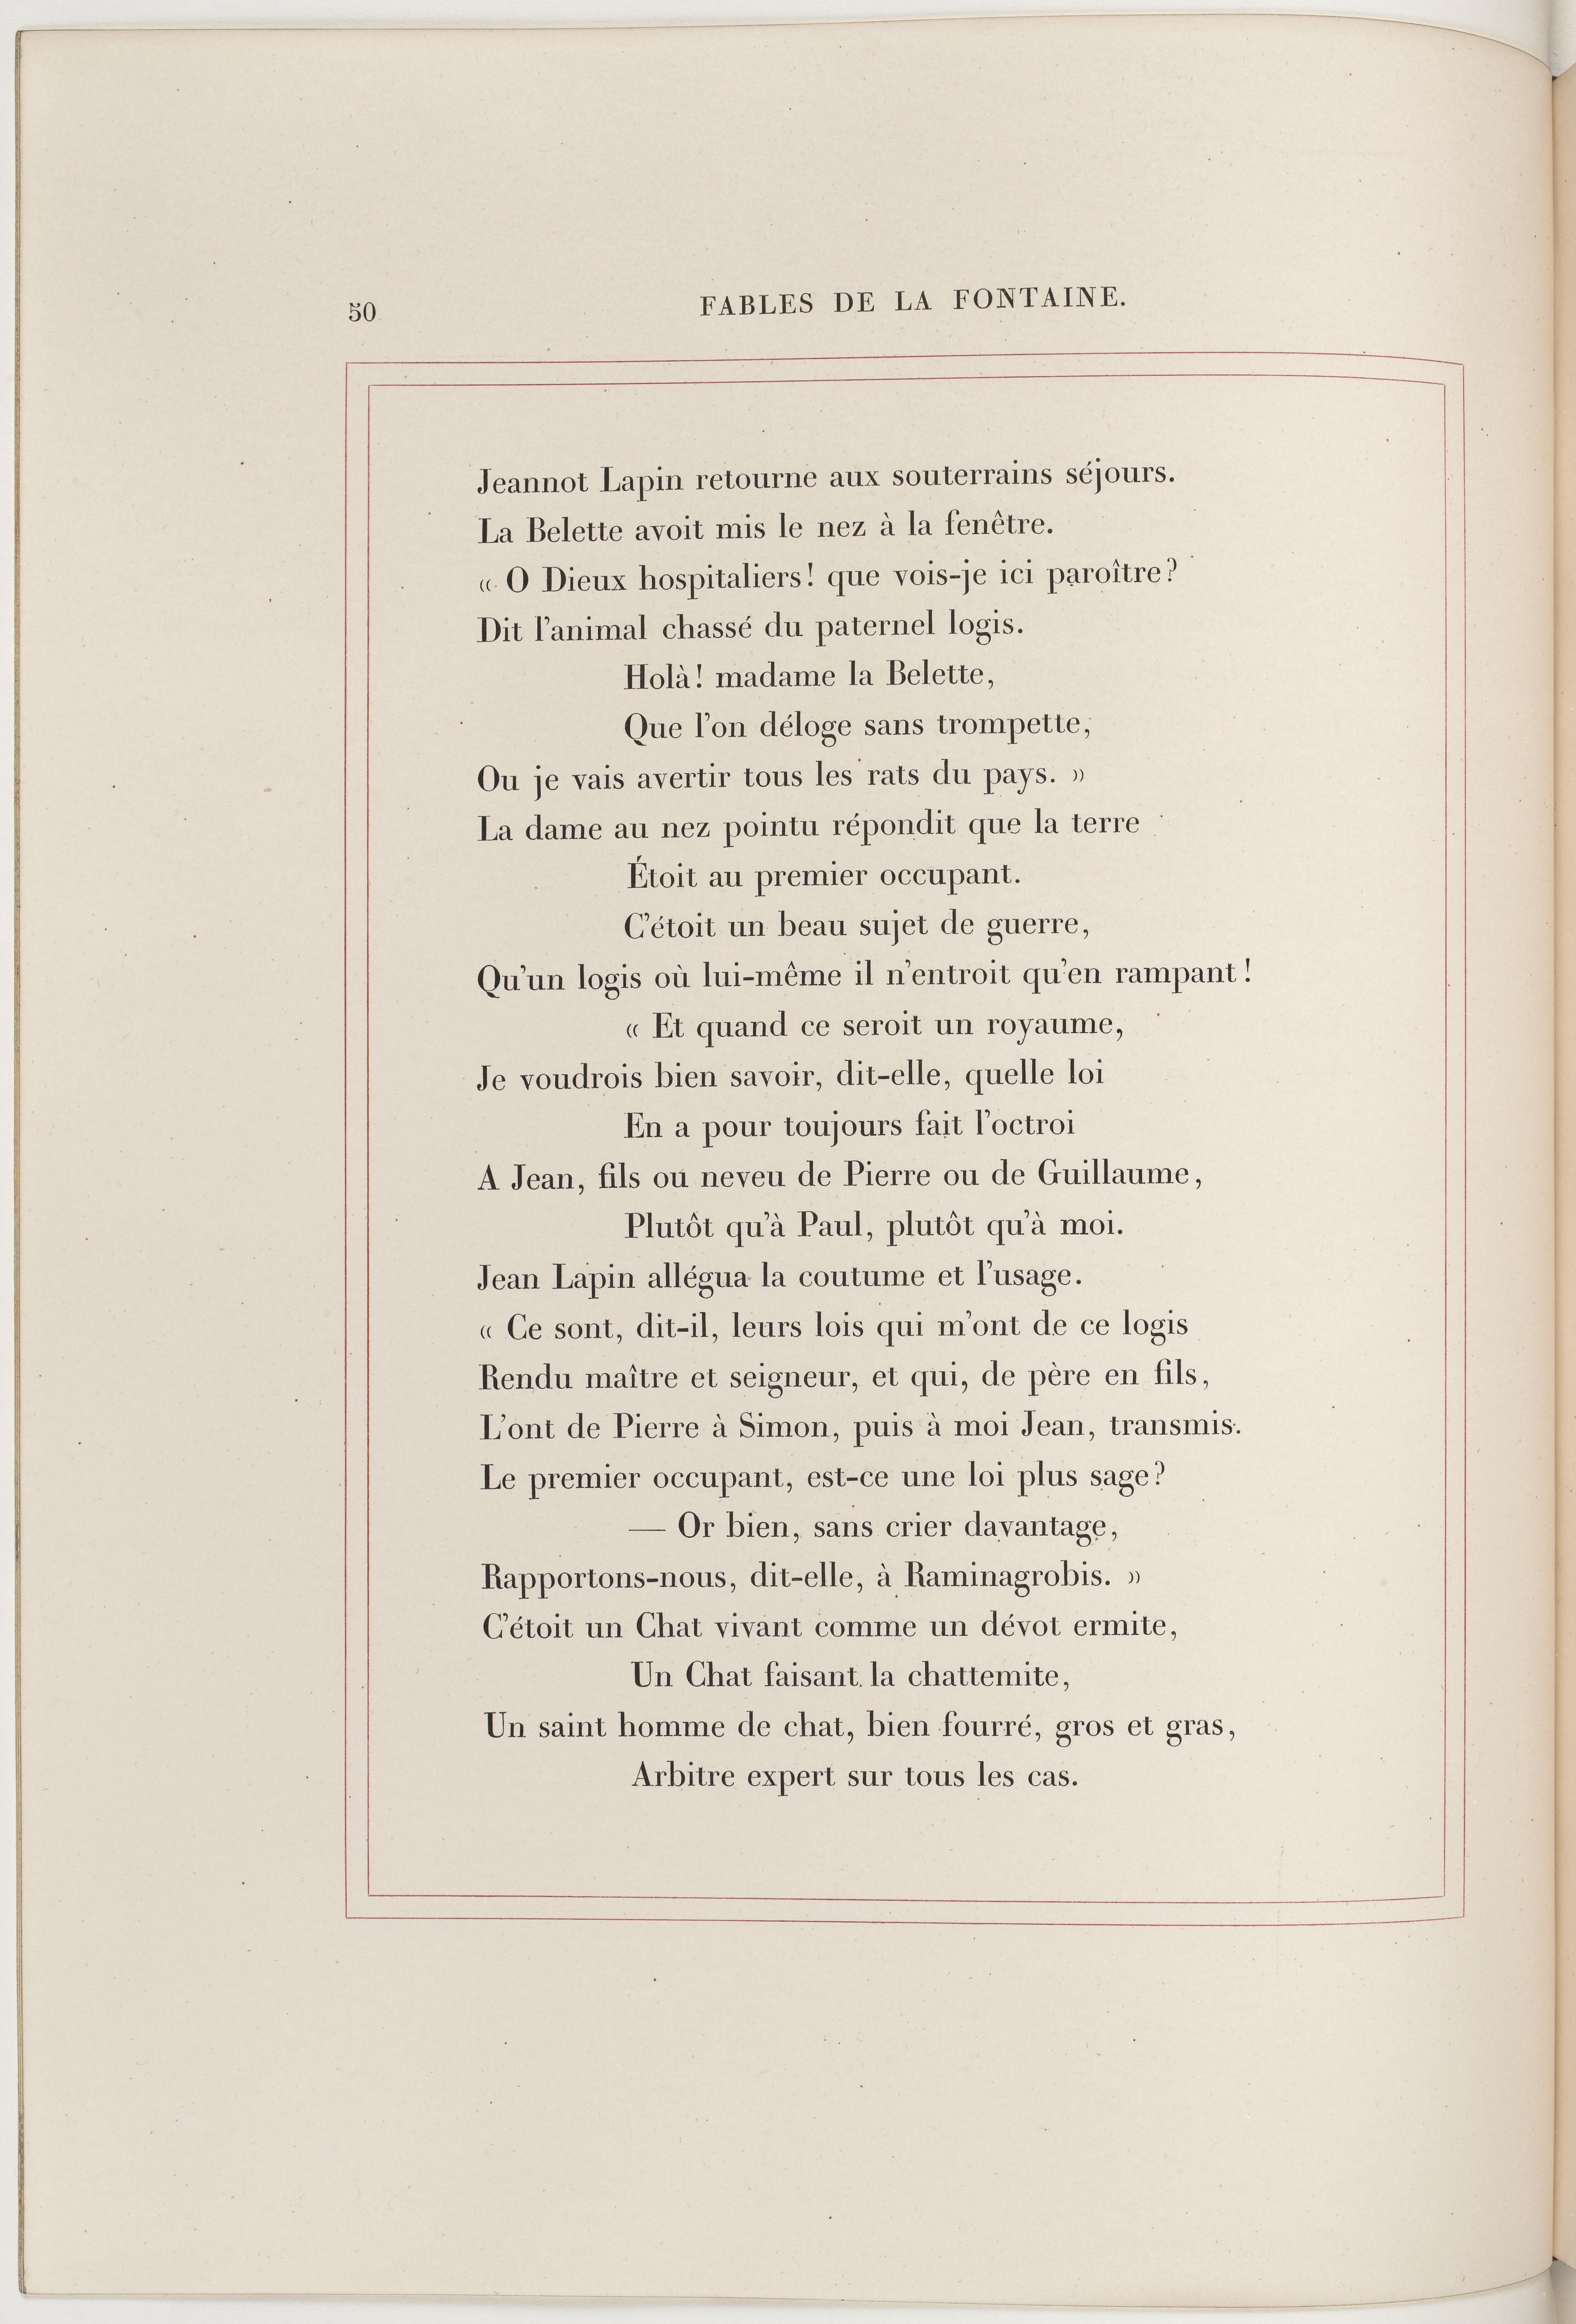 50
FABLES DE LA FONTAINE.
Jeannot Lapin retourne aux souterrains séjours.
La Belette avoit mis le nez à la fenêtre.
« O Dieux hospitaliers! que vois-je ici paroître?
Dit l'animal chassé du paternel logis.
Holà! madame la Belette,
Que l'on déloge sans trompette,
Ou je vais avertir tous les rats du pays. »
La dame au nez pointu répondit que la terre
Étoit au premier occupant.
C'étoit un beau sujet de guerre,
Qu'un logis où lui-même il n'entroit qu'en rampant!
« Et quand ce seroit un royaume,
Je voudrois bien savoir, dit-elle, quelle loi
En a pour toujours fait l'octroi
A Jean, fils ou neveu de Pierre ou de Guillaume,
Plutôt qu'à Paul, plutôt qu'à moi.
Jean Lapin allégua la coutume et l'usage.
« Ce sont, dit-il, leurs lois qui m'ont de ce logis
Rendu maître et seigneur, et qui, de père en fils,
L'ont de Pierre à Simon, puis à moi Jean, transmis.
Le premier occupant, est-ce une loi plus sage?
— Or bien, sans crier davantage,
Rapportons-nous, dit-elle, à Raminagrobis. »
C'étoit un Chat vivant comme un dévot ermite,
Un Chat faisant la chattemite,
Un saint homme de chat, bien fourré, gros et gras,
Arbitre expert sur tous les cas.